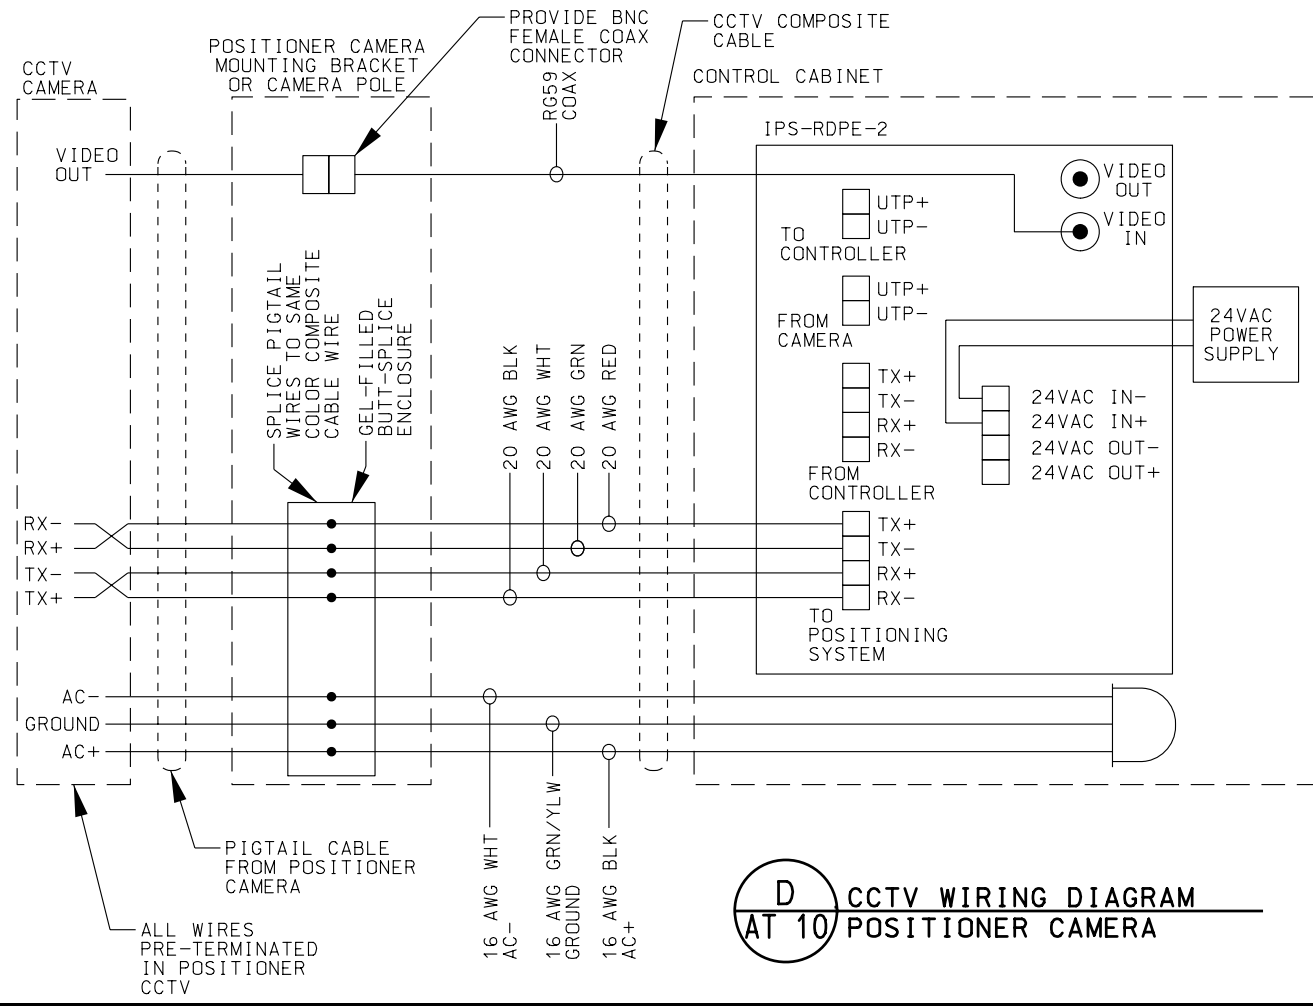 PROVIDE BNC
FEMALE COAX
CONNECTOR
CCTV COMPOSITE
CABLE
POSITIONER CAMERA
MOUNTING BRACKET
OR CAMERA POLE
CCTV
CAMERA
RG59
COAX
CONTROL CABINET
IPS-RDPE-2
VIDEO
OUT
VIDEO
OUT
VIDEO
IN
UTP+
UTP-
TO
CONTROLLER
UTP+
UTP-
FROM
CAMERA
24VAC
POWER
SUPPLY
SPLICE PIGTAIL
WIRES TO SAME
COLOR COMPOSITE
CABLE WIRE
GEL-FILLED
BUTT-SPLICE
ENCLOSURE
20 AWG BLK
20 AWG WHT
20 AWG GRN
20 AWG RED
TX+
TX-
RX+
RX-
FROM
CONTROLLER
24VAC IN-
24VAC IN+
24VAC OUT-
24VAC OUT+
RX-
RX+
TX-
TX+
TX+
TX-
RX+
RX-
TO
POSITIONING
SYSTEM
AC-
GROUND
AC+
16 AWG WHT
AC-
16 AWG GRN/YLW
GROUND
16 AWG BLK
AC+
PIGTAIL CABLE
FROM POSITIONER
CAMERA
ALL WIRES
PRE-TERMINATED
IN POSITIONER
CCTV
D
AT 10
CCTV WIRING DIAGRAM
POSITIONER CAMERA